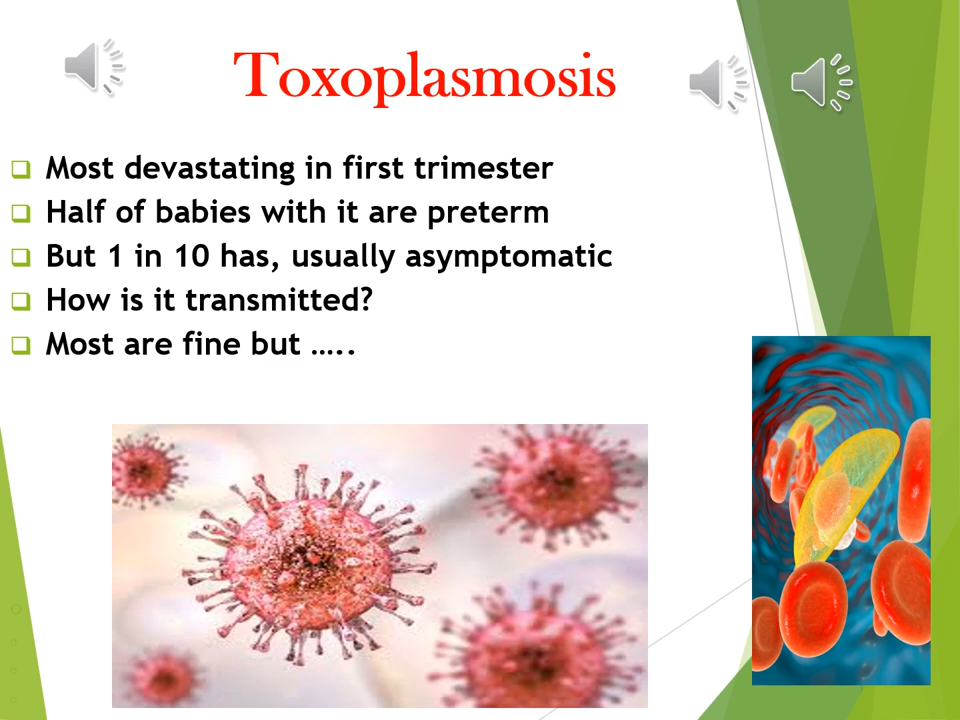 Toxoplasmosis
Most devastating in first trimester
Half of babies with it are preterm
But 1 in 10 has, usually asymptomatic
How is it transmitted?
Most are fine but …..